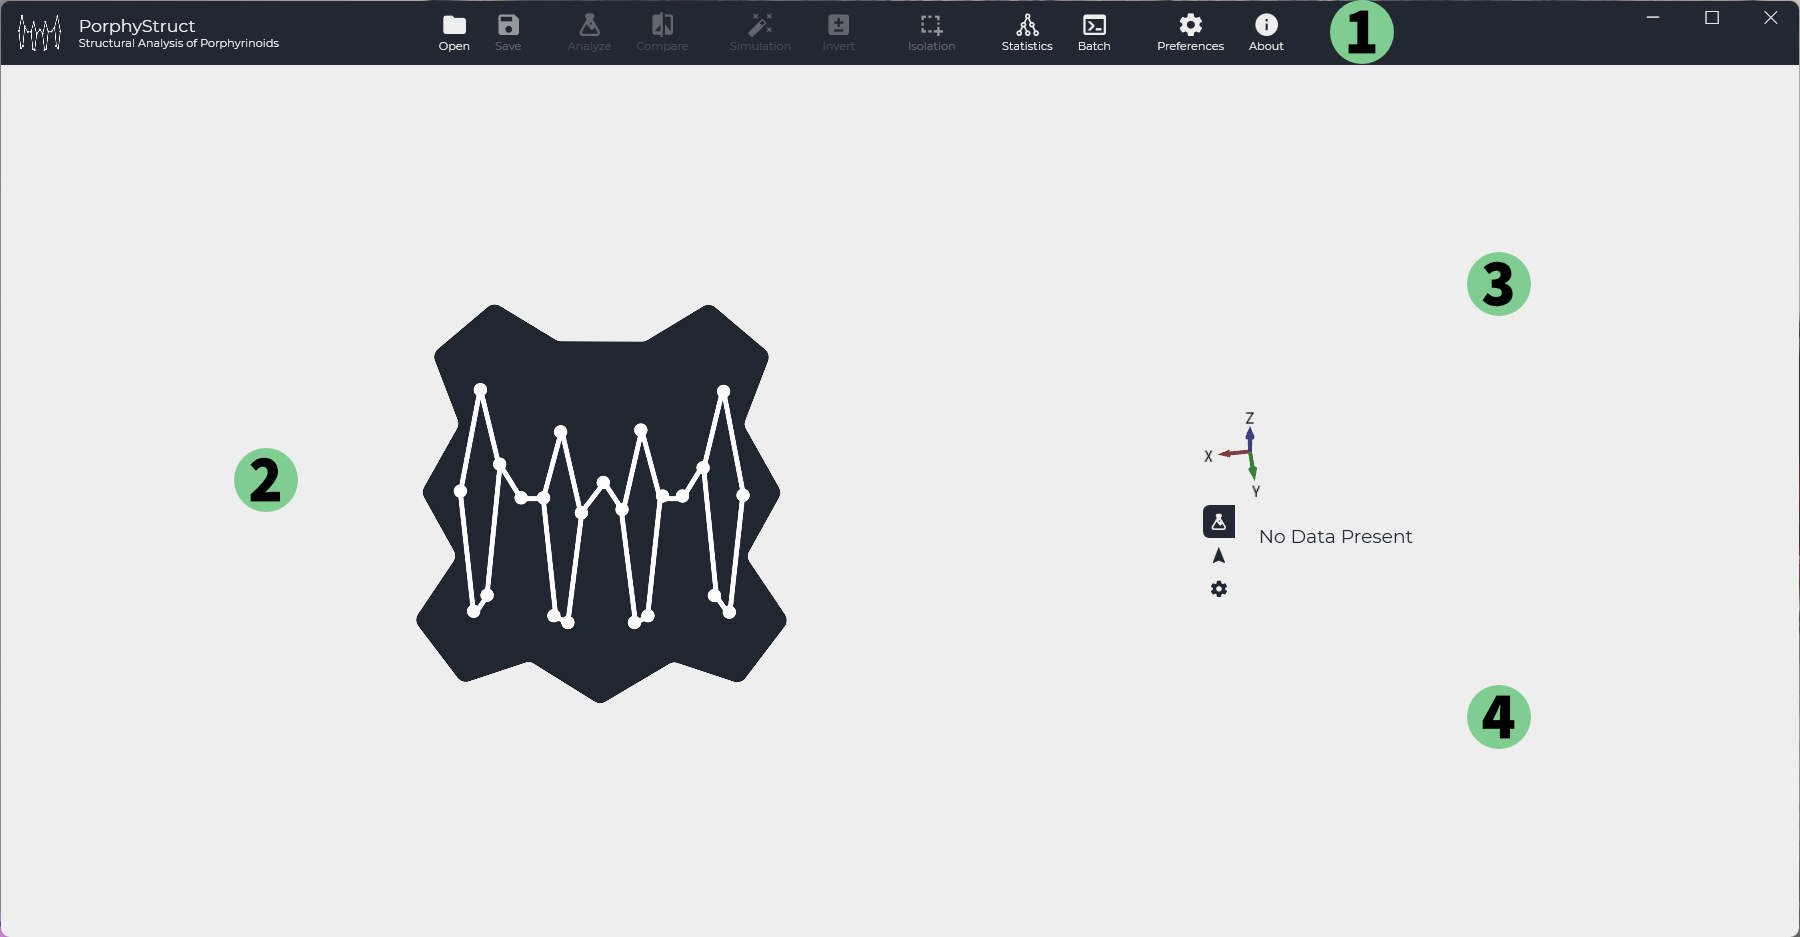 PorphyStruct
Structural Analysis of Porphyrinoids
Open Save Analyze Compare Simulation Invert Isolation Statistics Batch Preferences About
1
2
3
Z
X
Y
No Data Present
4